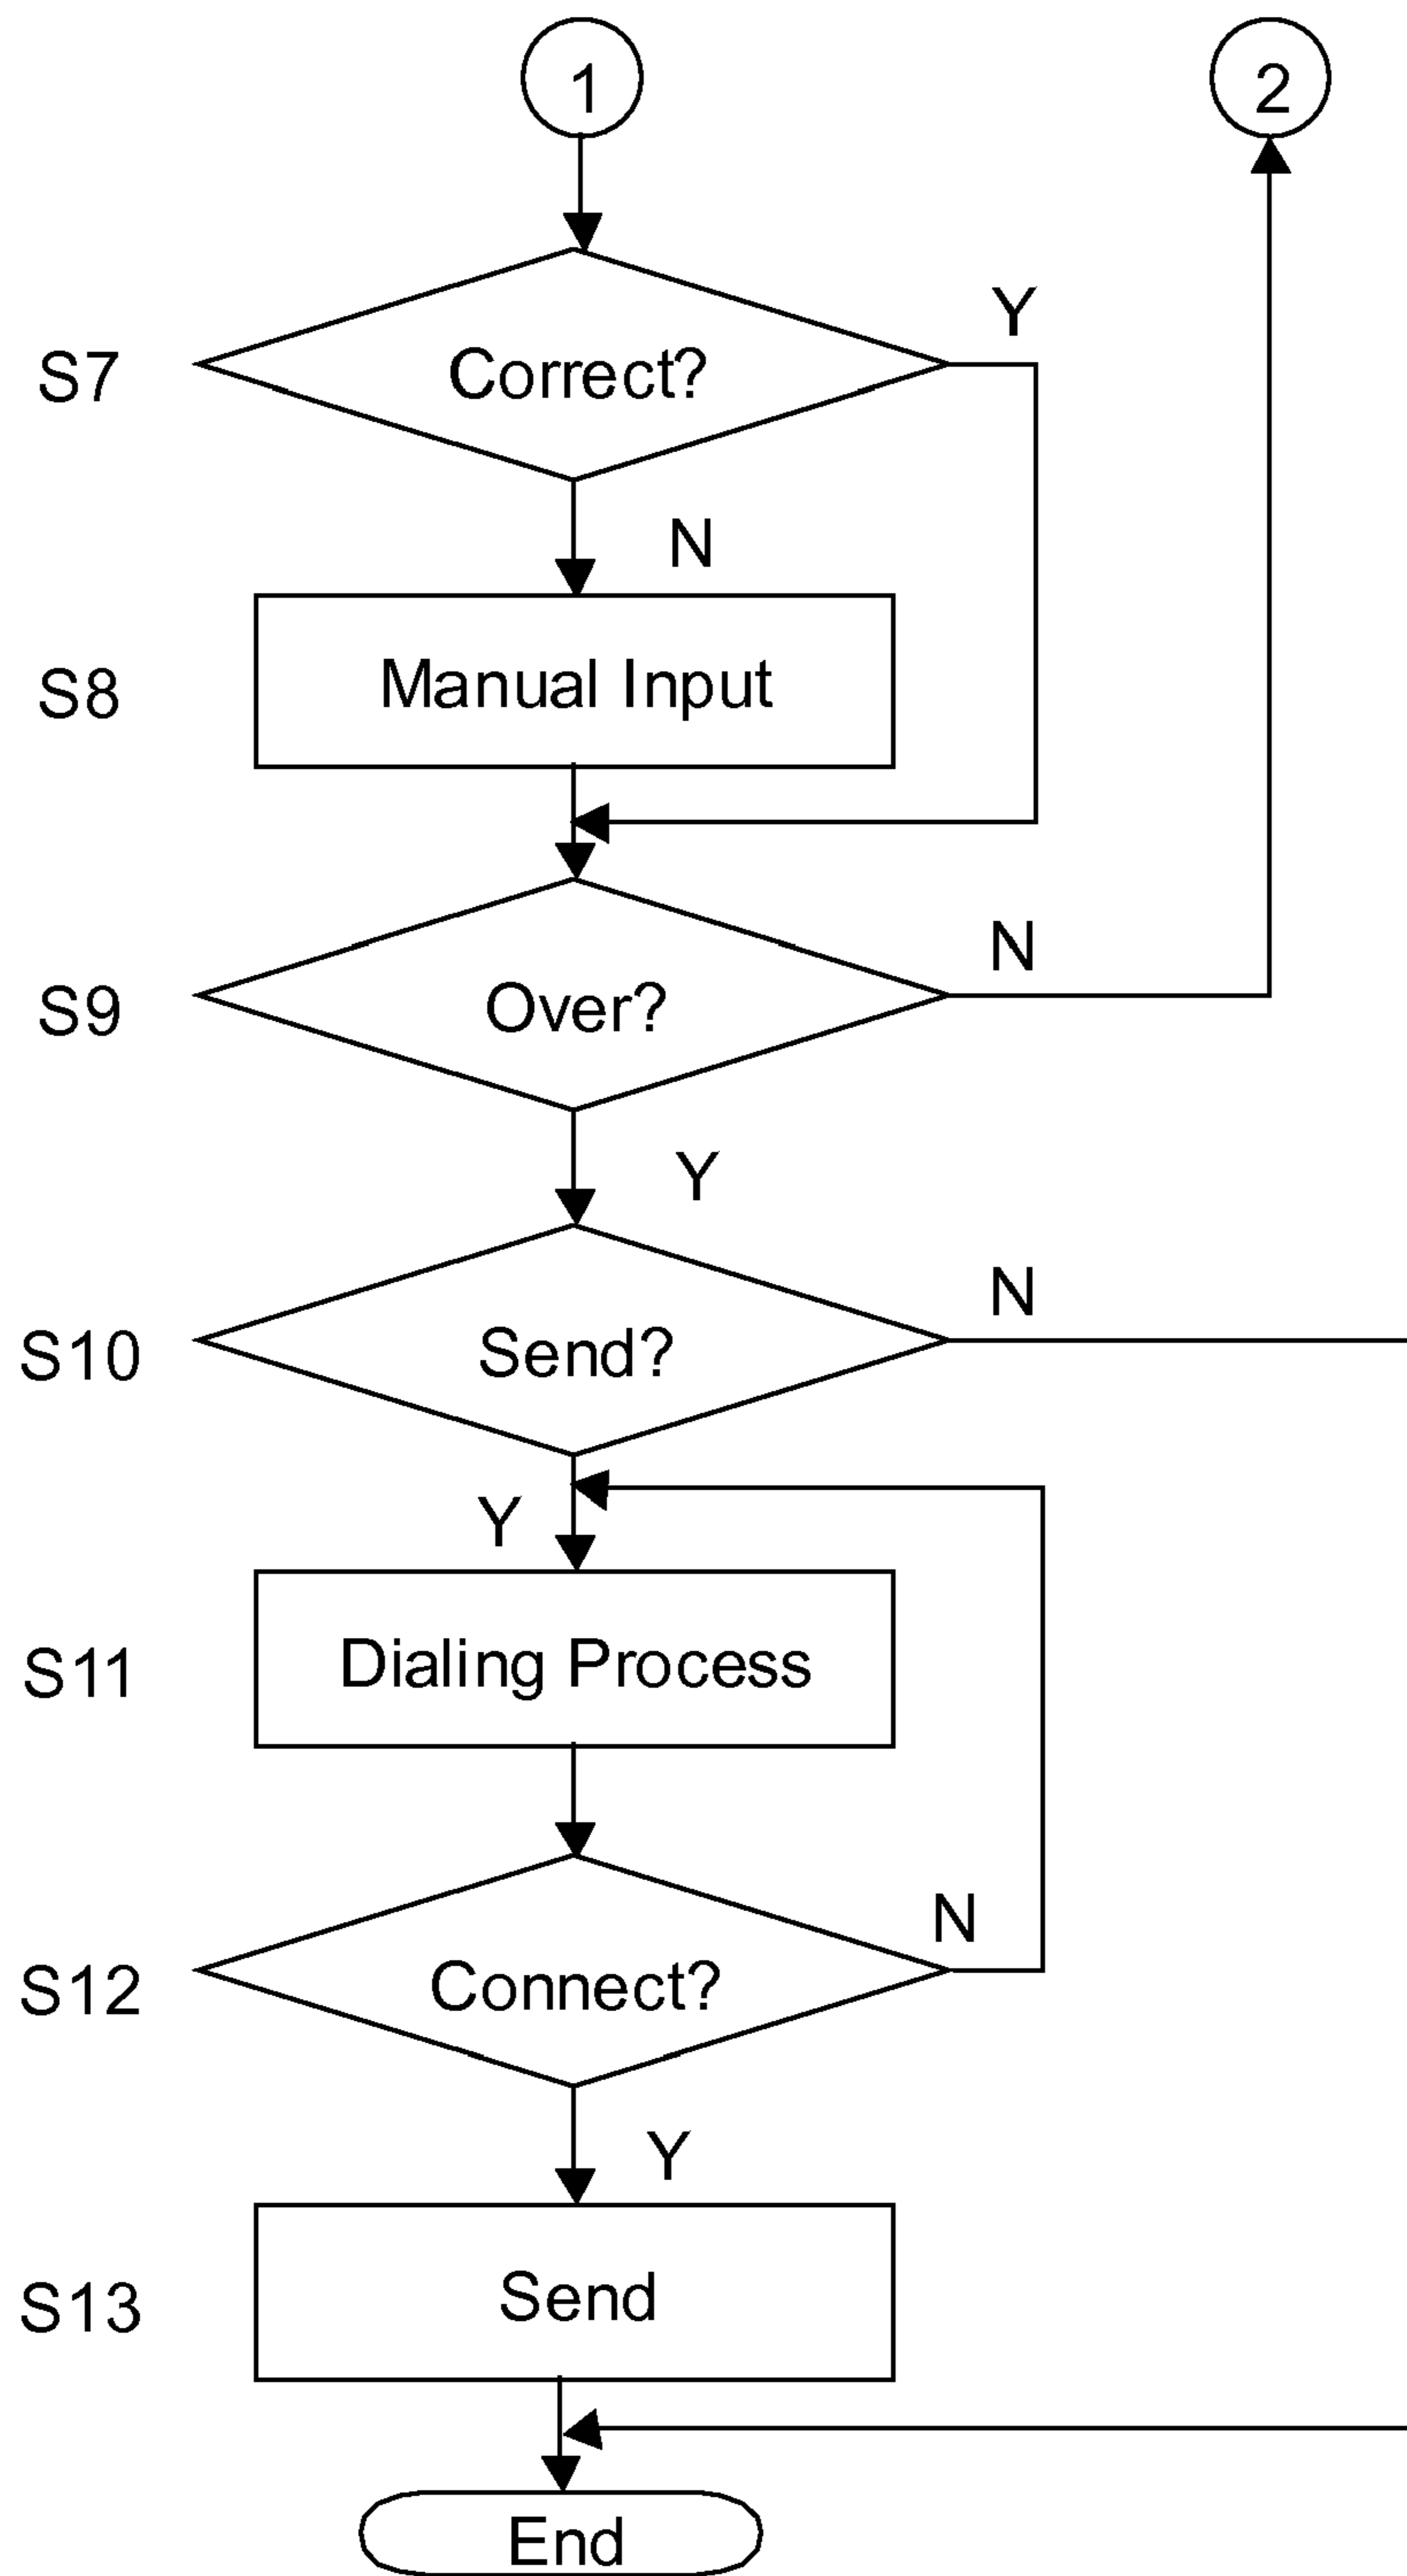 1
2
Y
S7
Correct?
N
S8
Manual Input
N
S9
Over?
Y
N
S10
Send?
Y
S11
Dialing Process
N
S12
Connect?
Y
S13
Send
End